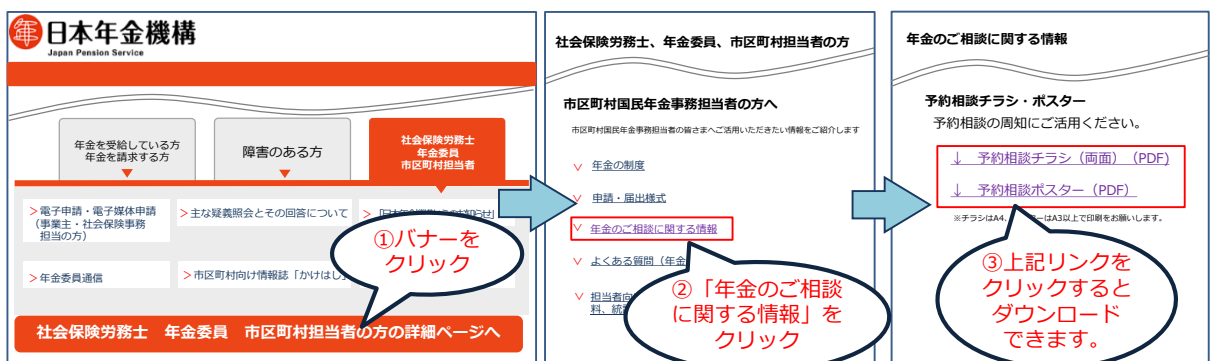 年 日本年金機構
Japan Pension Service
年金を受給している方
年金を請求する方
障害のある方
社会保険労務士
年金委員
市区町村担当者
＞電子申請・電子媒体申請
（事業主・社会保険事務
担当の方）
＞主な疑義照会とその回答について
＞年金委員通信
＞市区町村向け情報誌「かけはし」
①バナーを
クリック
社会保険労務士　年金委員　市区町村担当者の方の詳細ページへ
社会保険労務士、年金委員、市区町村担当者の方
市区町村国民年金事務担当者の方へ
市区町村国民年金事務担当者の皆さまへご活用いただきたい情報をご紹介します
∨ 年金の制度
∨ 申請・届出様式
∨ 年金のご相談に関する情報
∨ よくある質問（年金
∨ 担当者向
料、統
②「年金のご相談
に関する情報」を
クリック
年金のご相談に関する情報
予約相談チラシ・ポスター
予約相談の周知にご活用ください。
↓　予約相談チラシ（両面）（PDF)
↓　予約相談ポスター（PDF）
※チラシはA4、 ーはA3以上で印刷をお願いします。
③上記リンクを
クリックすると
ダウンロード
できます。